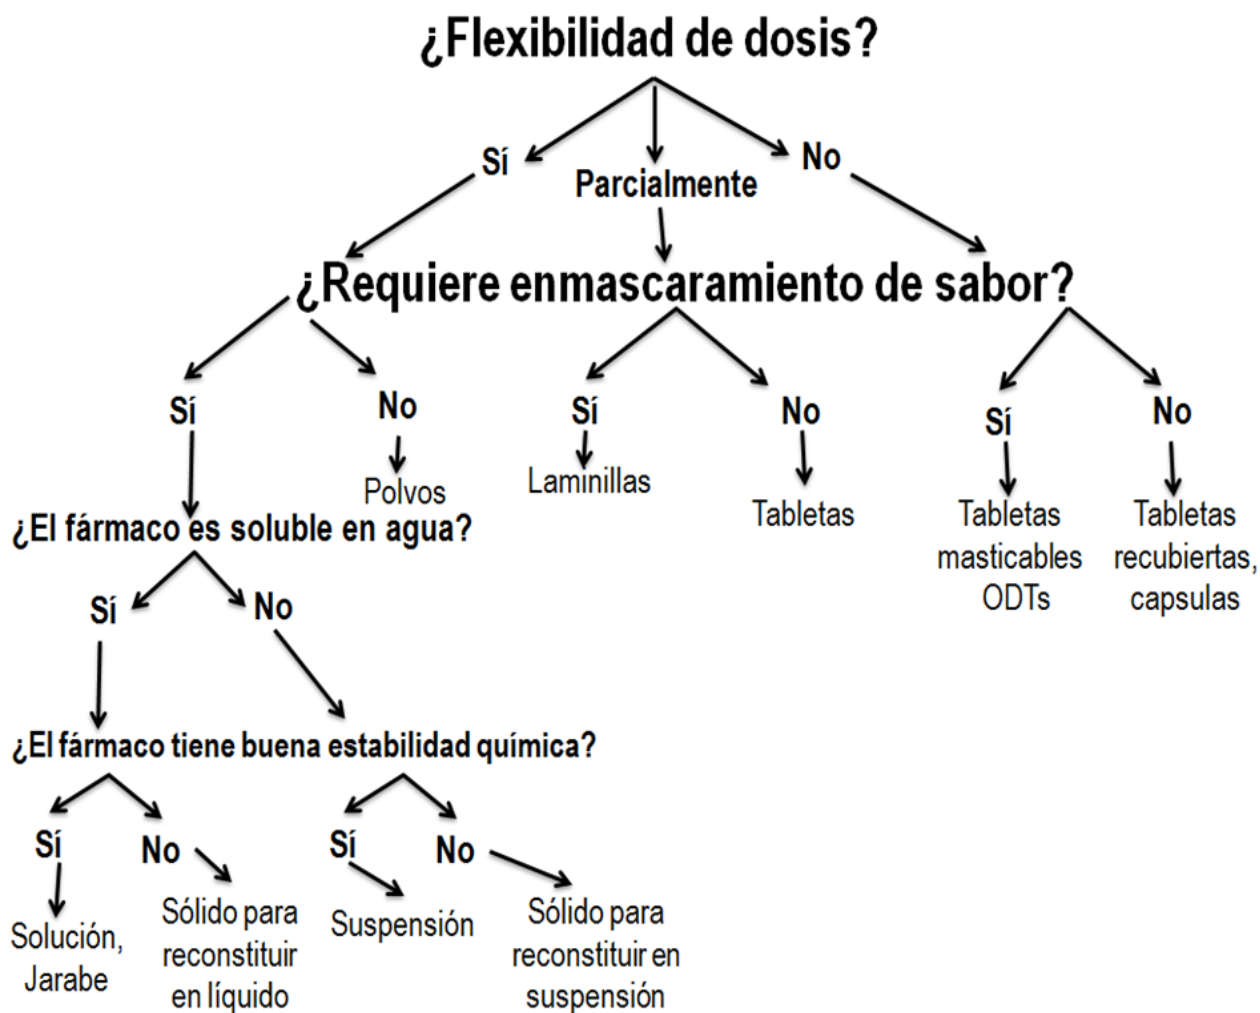 ¿Flexibilidad de dosis?
Sí
Parcialmente
No
¿Requiere enmascaramiento de sabor?
Sí
No
Sí
No
Sí
No
Polvos
Laminillas
Tabletas
Tabletas
masticables
ODTs
Tabletas
recubiertas,
capsulas
¿El fármaco es soluble en agua?
Sí
No
¿El fármaco tiene buena estabilidad química?
Sí
No
Sí
No
Solución,
Jarabe
Sólido para
reconstituir
en líquido
Suspensión
Sólido para
reconstituir en
suspensión